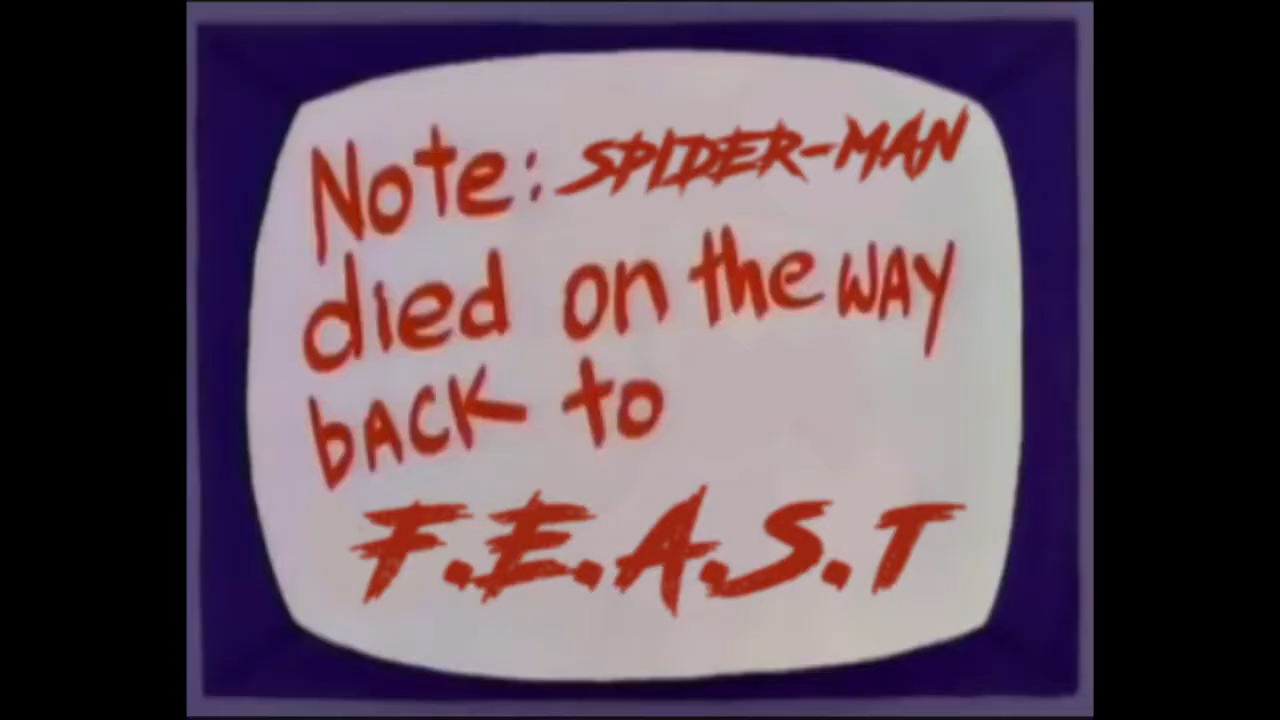 Note: SPIDER-MAN
died on the WAY
bACK to
F.E.A.S.T